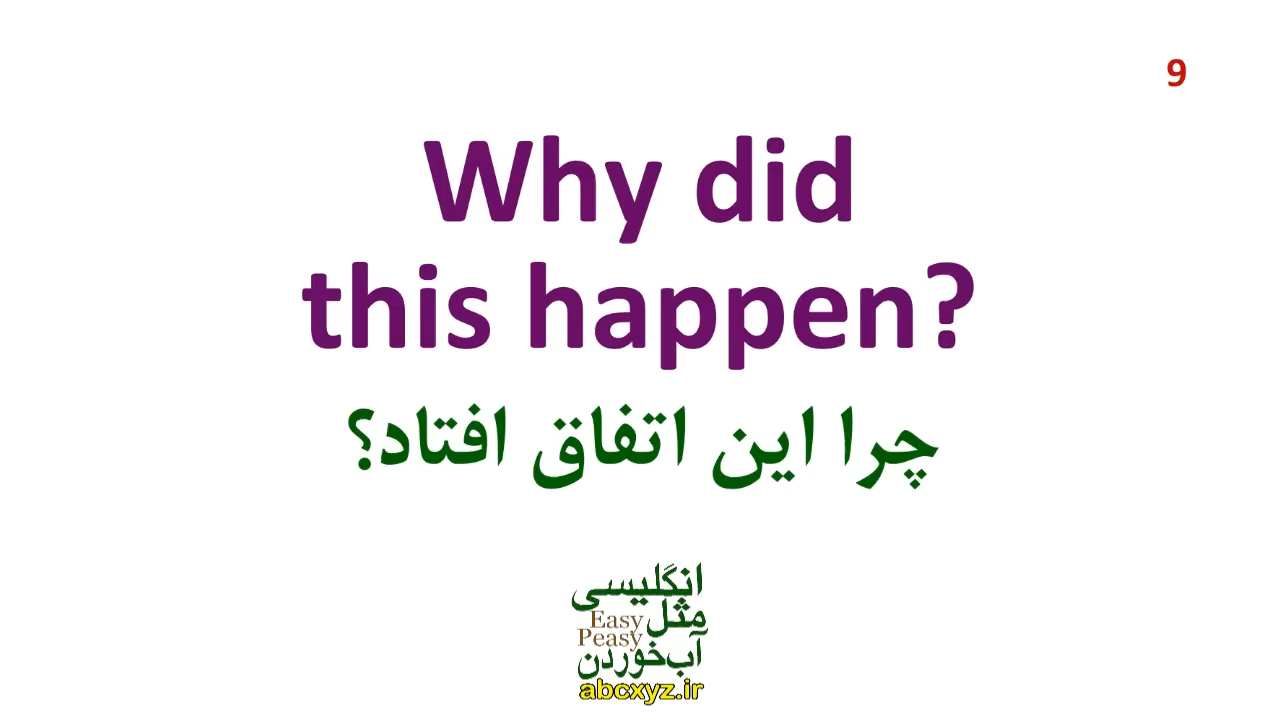 9
Why did
this happen?
چرا این اتفاق افتاد؟
انگلیسی
مثل
Easy
Peasy
آب‌خوردن
abcxyz.ir